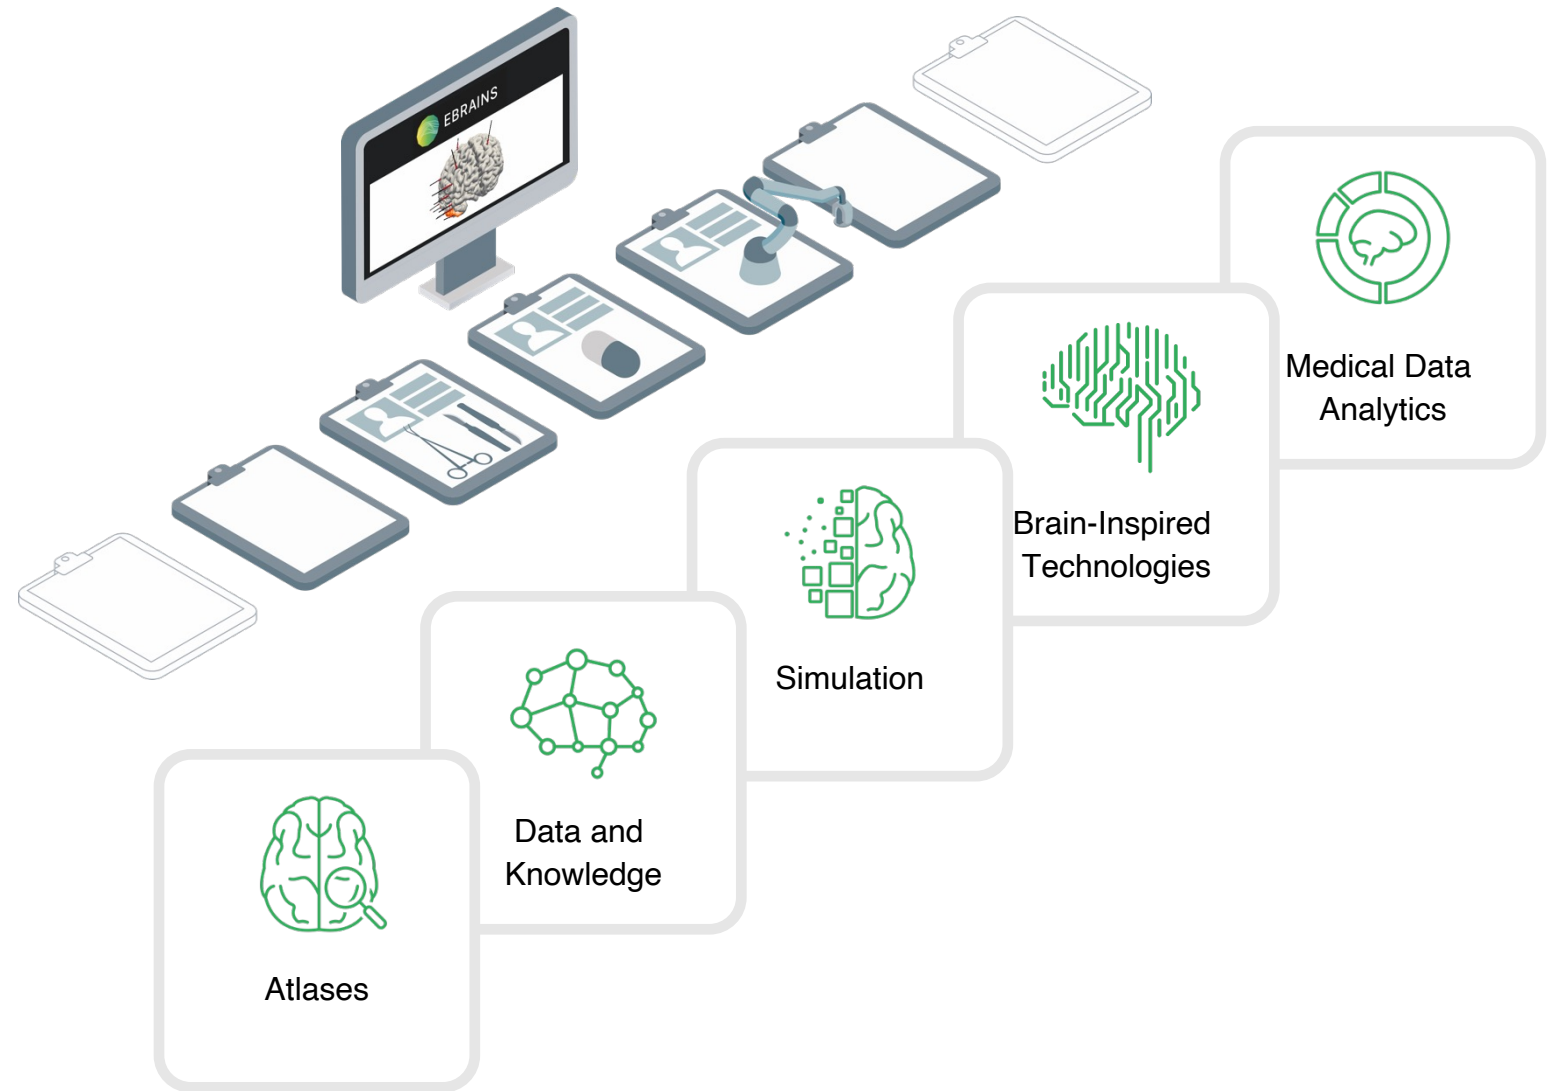 EBRAINS
Medical Data
Analytics
Brain-Inspired
Technologies
Simulation
Data and
Knowledge
Atlases